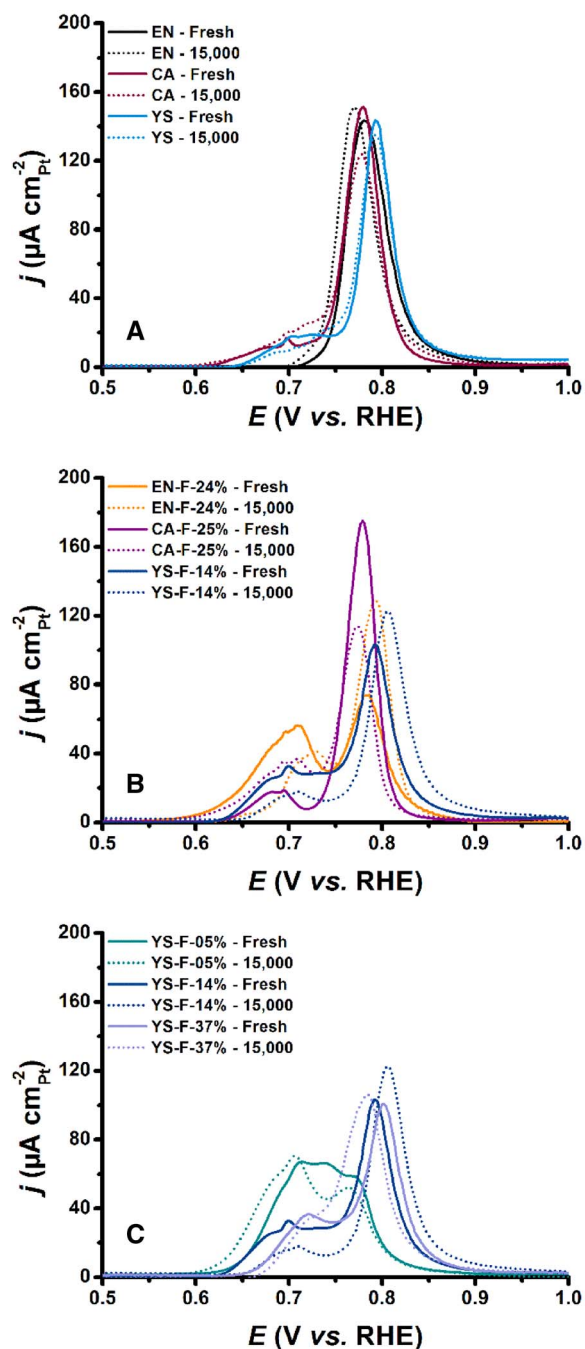 200
160
120
80
40
0
j (µA cm⁻²Pt)
EN - Fresh
EN - 15,000
CA - Fresh
CA - 15,000
YS - Fresh
YS - 15,000
A
0.5 0.6 0.7 0.8 0.9 1.0
E (V vs. RHE)
200
160
120
80
40
0
j (µA cm⁻²Pt)
EN-F-24% - Fresh
EN-F-24% - 15,000
CA-F-25% - Fresh
CA-F-25% - 15,000
YS-F-14% - Fresh
YS-F-14% - 15,000
B
0.5 0.6 0.7 0.8 0.9 1.0
E (V vs. RHE)
200
160
120
80
40
0
j (µA cm⁻²Pt)
YS-F-05% - Fresh
YS-F-05% - 15,000
YS-F-14% - Fresh
YS-F-14% - 15,000
YS-F-37% - Fresh
YS-F-37% - 15,000
C
0.5 0.6 0.7 0.8 0.9 1.0
E (V vs. RHE)